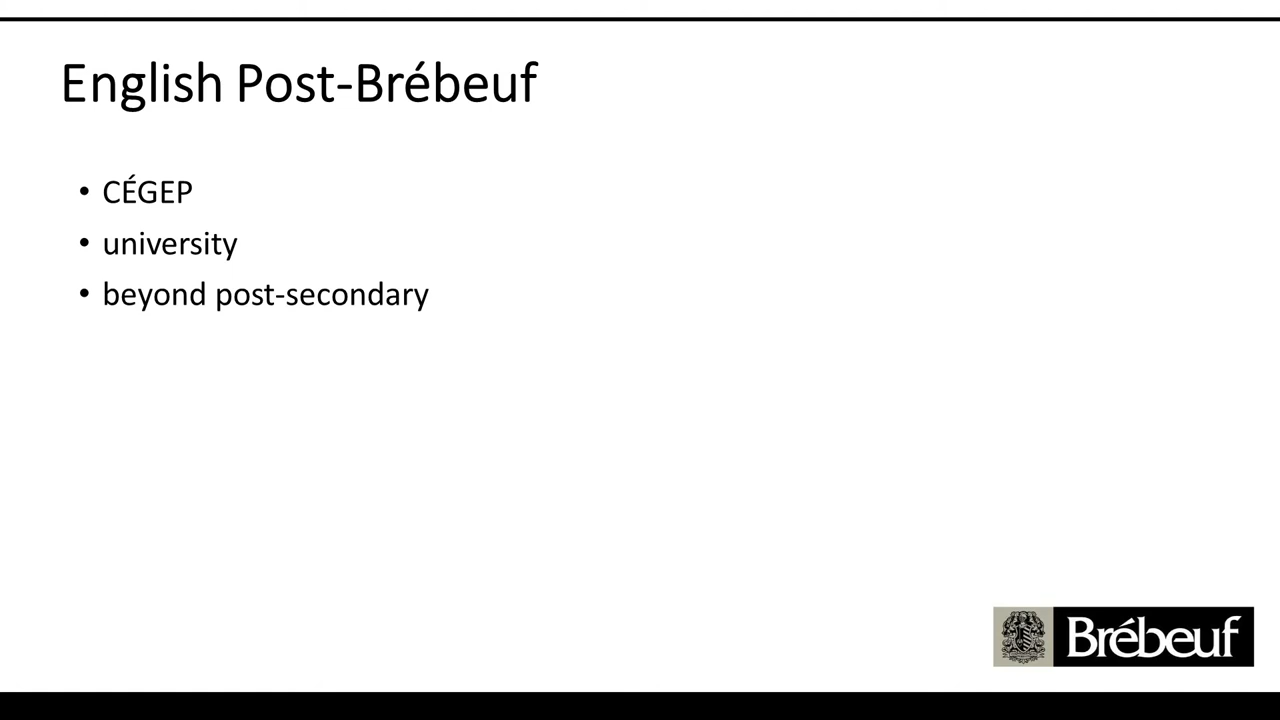 English Post-Brébeuf
• CÉGEP
• university
• beyond post-secondary
Brébeuf